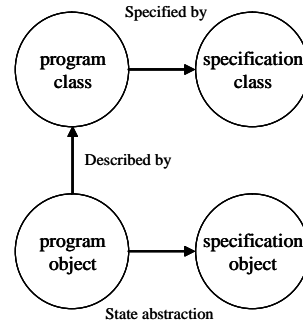 Specified by
program
class
specification
class
Described by
program
object
specification
object
State abstraction